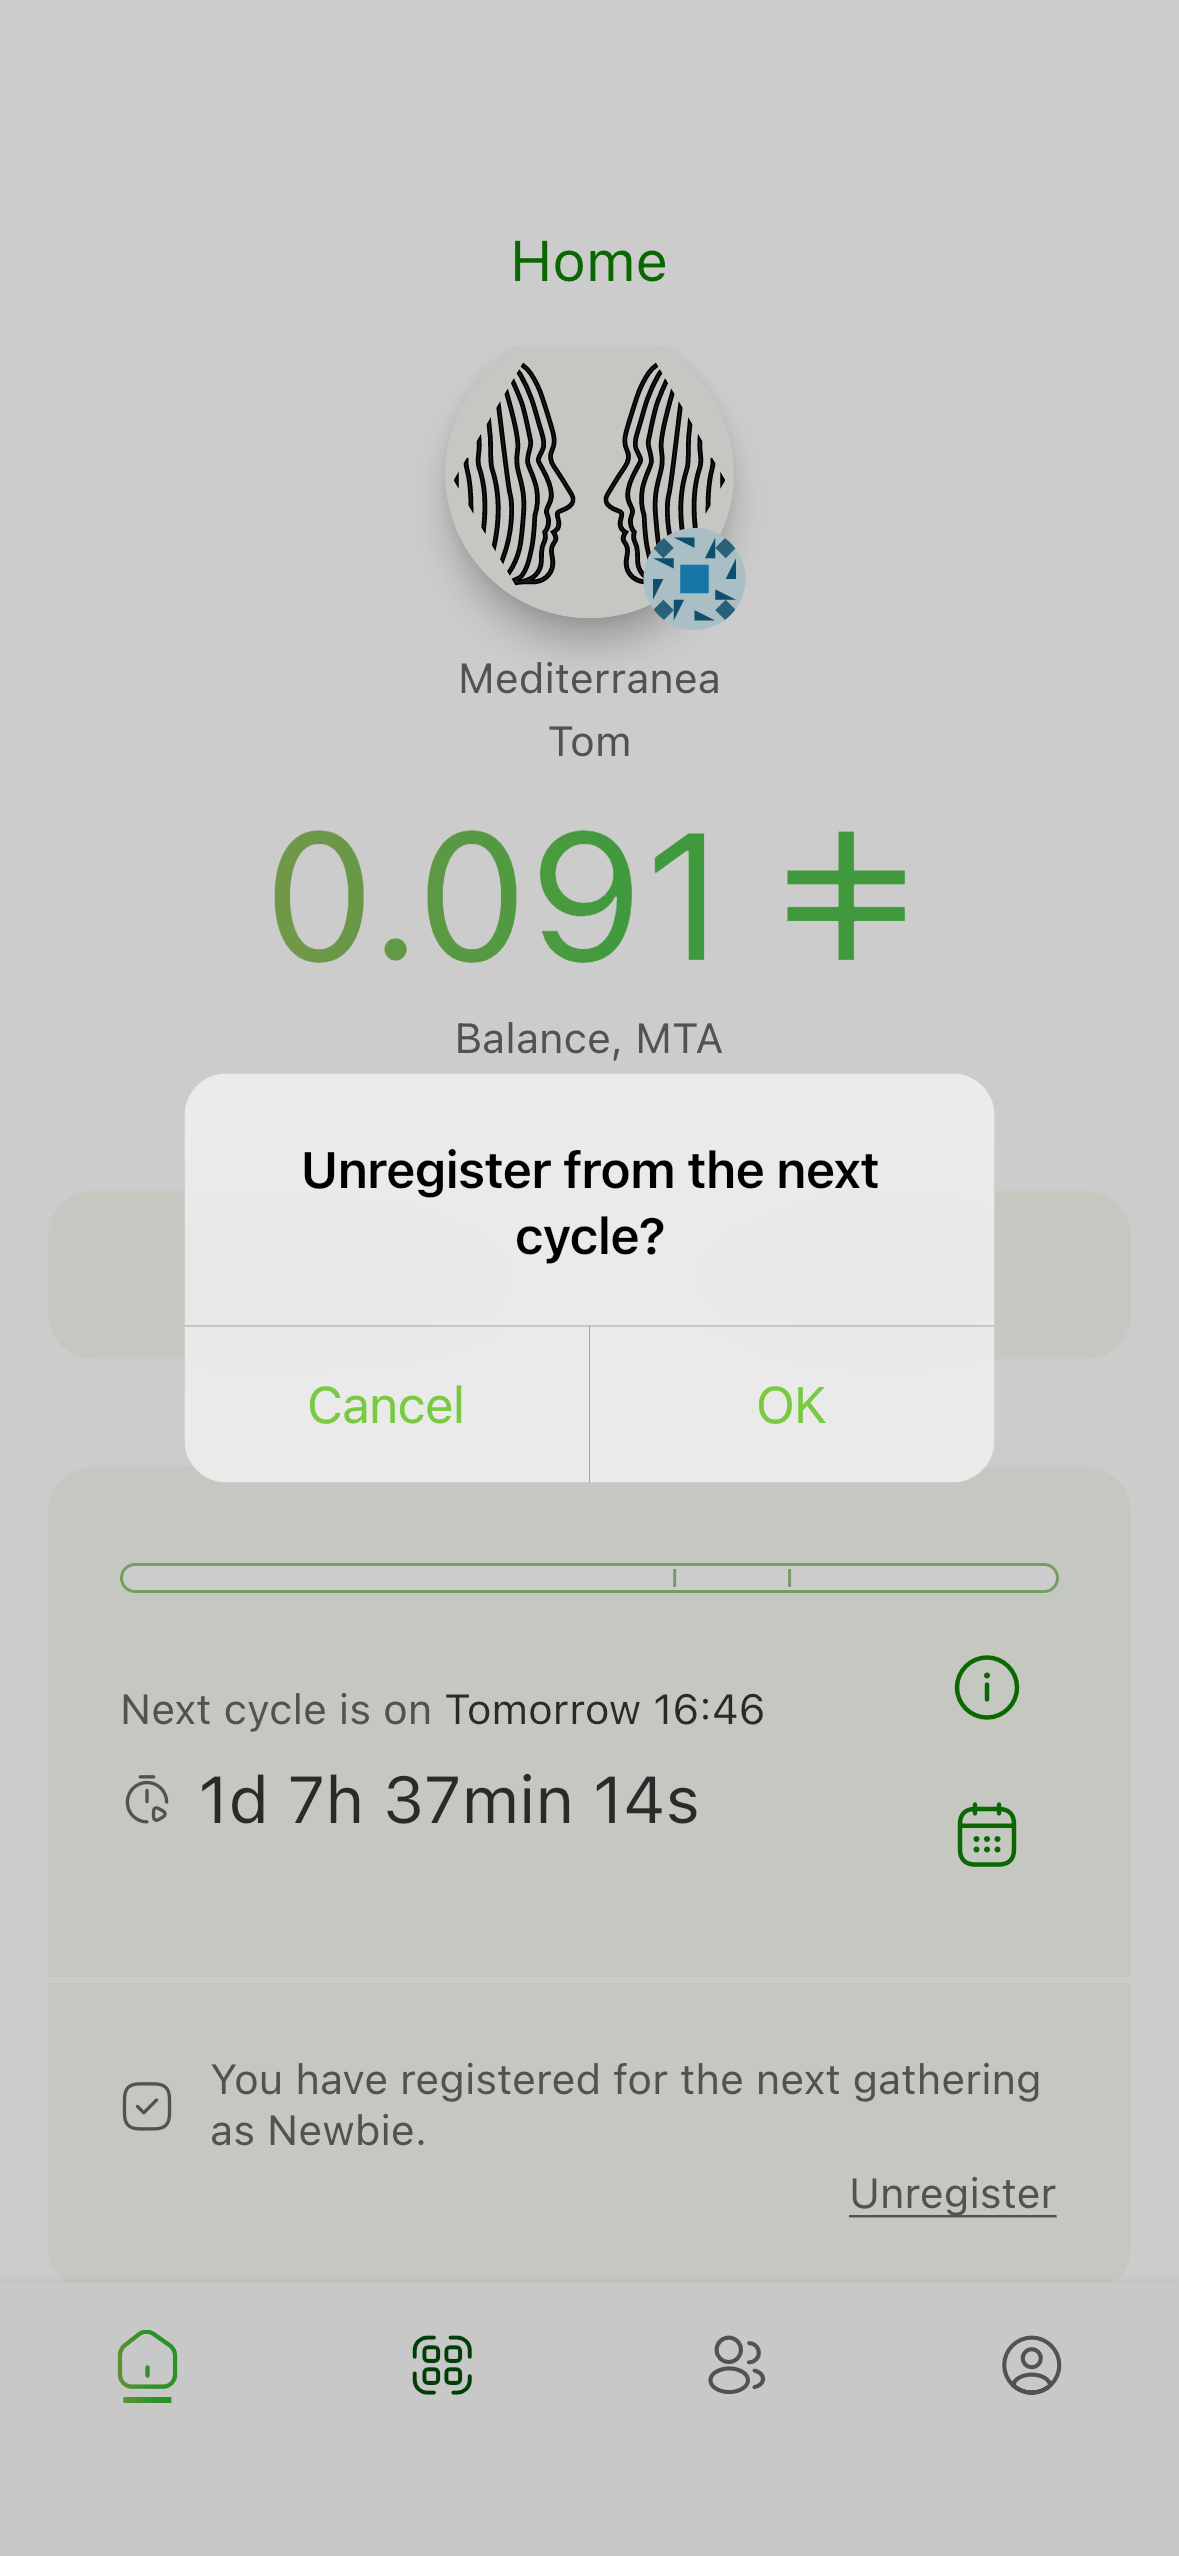 Home
Mediterranea
Tom
0.091
Balance, MTA
Unregister from the next
cycle?
Cancel
OK
Next cycle is on Tomorrow 16:46
1d 7h 37min 14s
You have registered for the next gathering
as Newbie.
Unregister